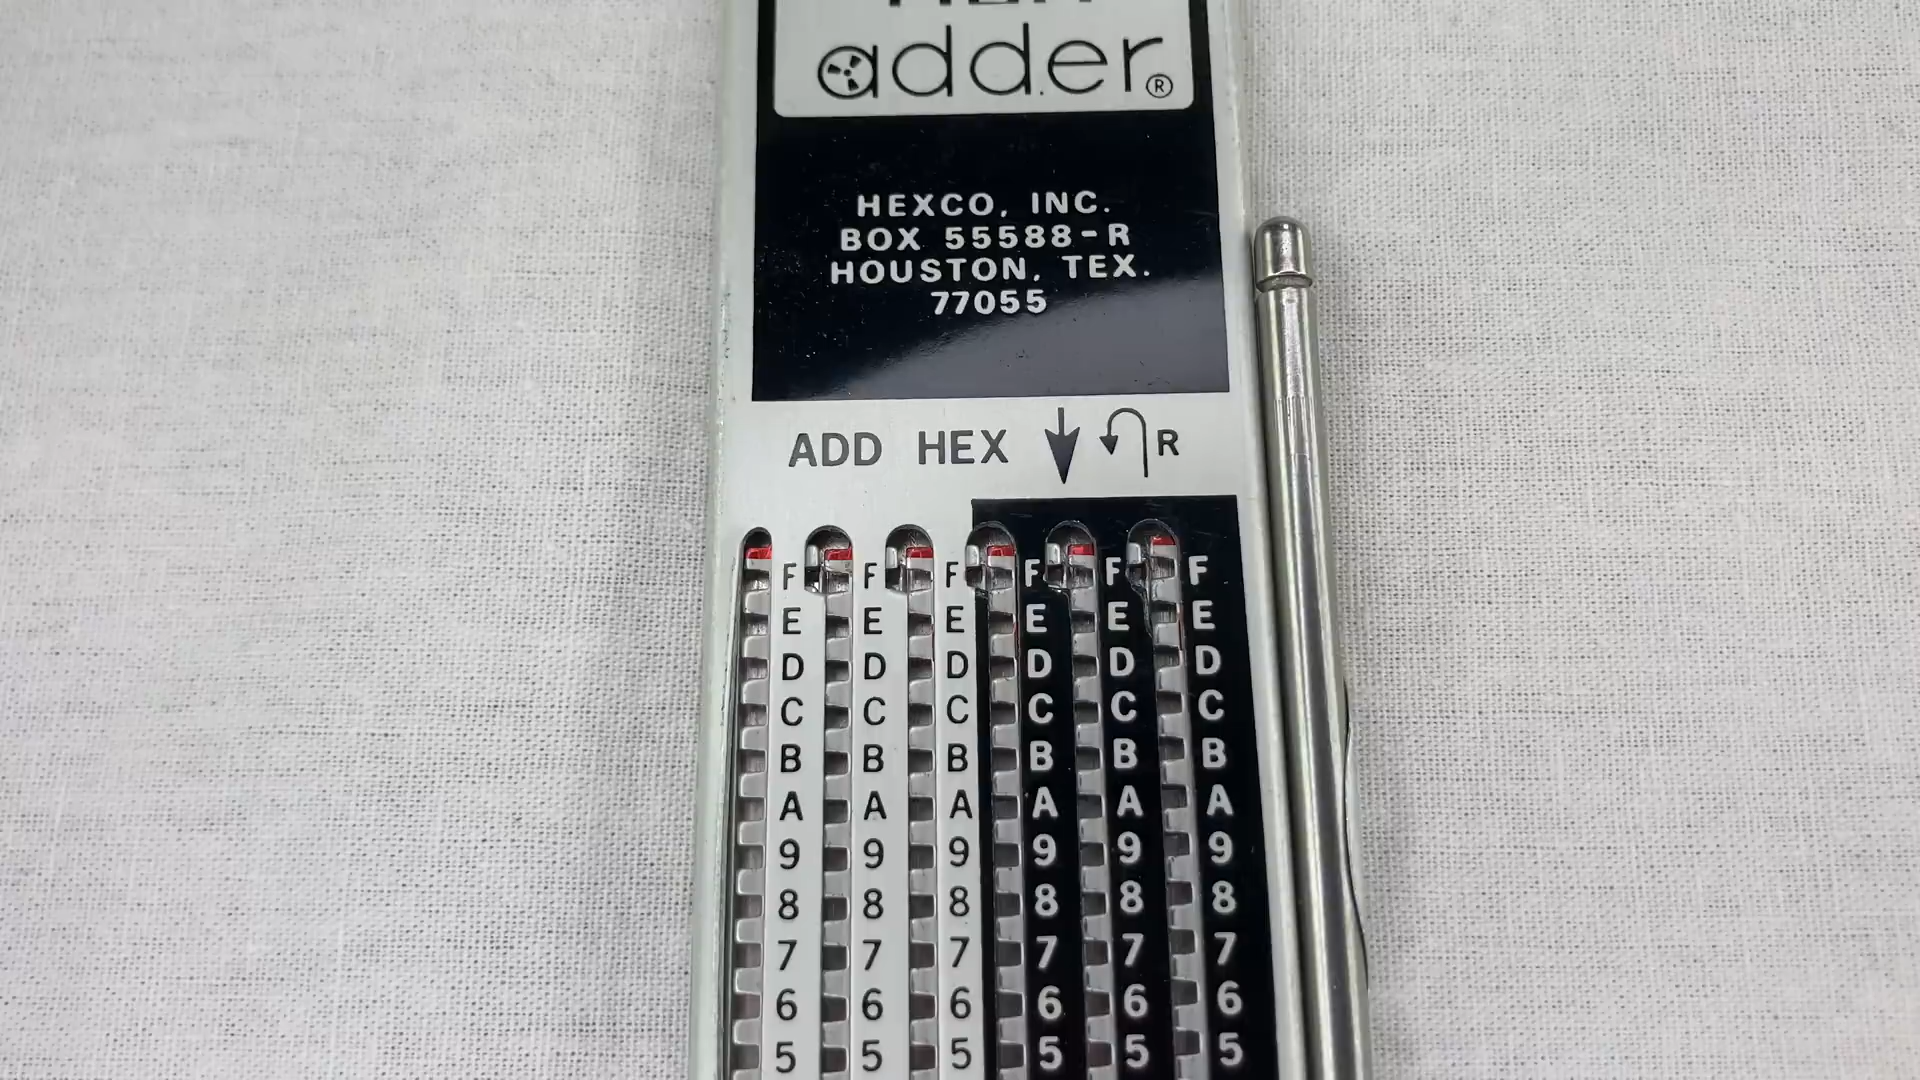 adder®
HEXCO, INC.
BOX 55588-R
HOUSTON, TEX.
77055
ADD HEX R
F F F F F F
E E E E E E
D D D D D D
C C C C C C
B B B B B B
A A A A A A
9 9 9 9 9 9
8 8 8 8 8 8
7 7 7 7 7 7
6 6 6 6 6 6
5 5 5 5 5 5